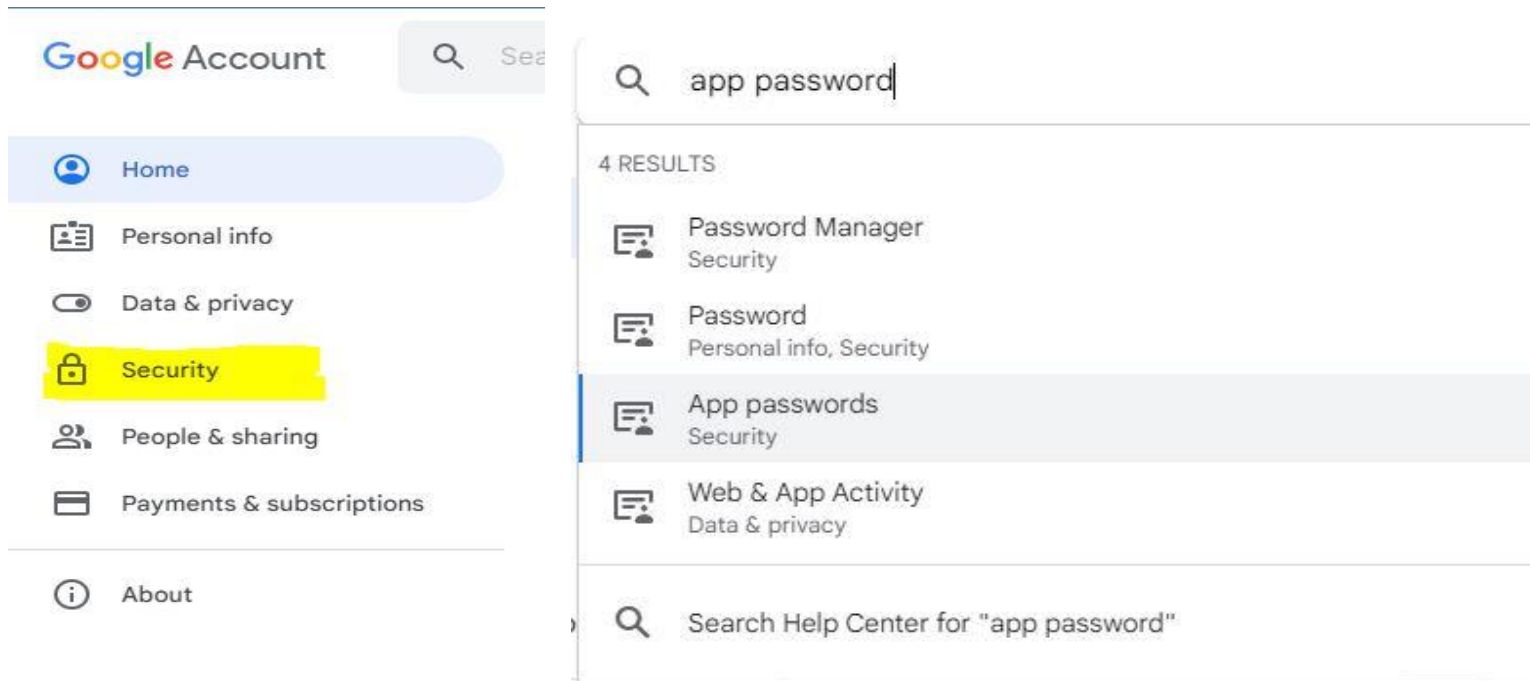 Google Account
Sea
Home
Personal info
Data & privacy
Security
People & sharing
Payments & subscriptions
About
app password
4 RESULTS
Password Manager
Security
Password
Personal info, Security
App passwords
Security
Web & App Activity
Data & privacy
Search Help Center for "app password"